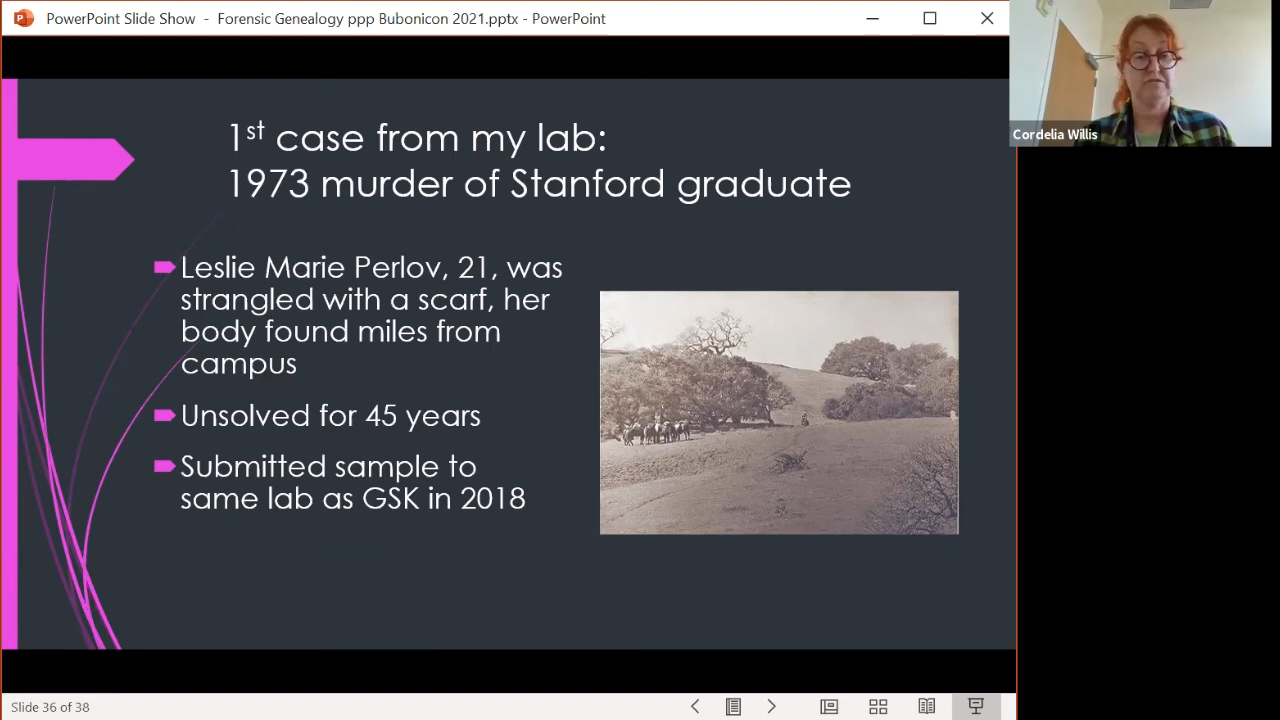 PowerPoint Slide Show - Forensic Genealogy ppp Bubonicon 2021.pptx - PowerPoint
Cordelia Willis
1st case from my lab:
1973 murder of Stanford graduate
Leslie Marie Perlov, 21, was
strangled with a scarf, her
body found miles from
campus
Unsolved for 45 years
Submitted sample to
same lab as GSK in 2018
Slide 36 of 38